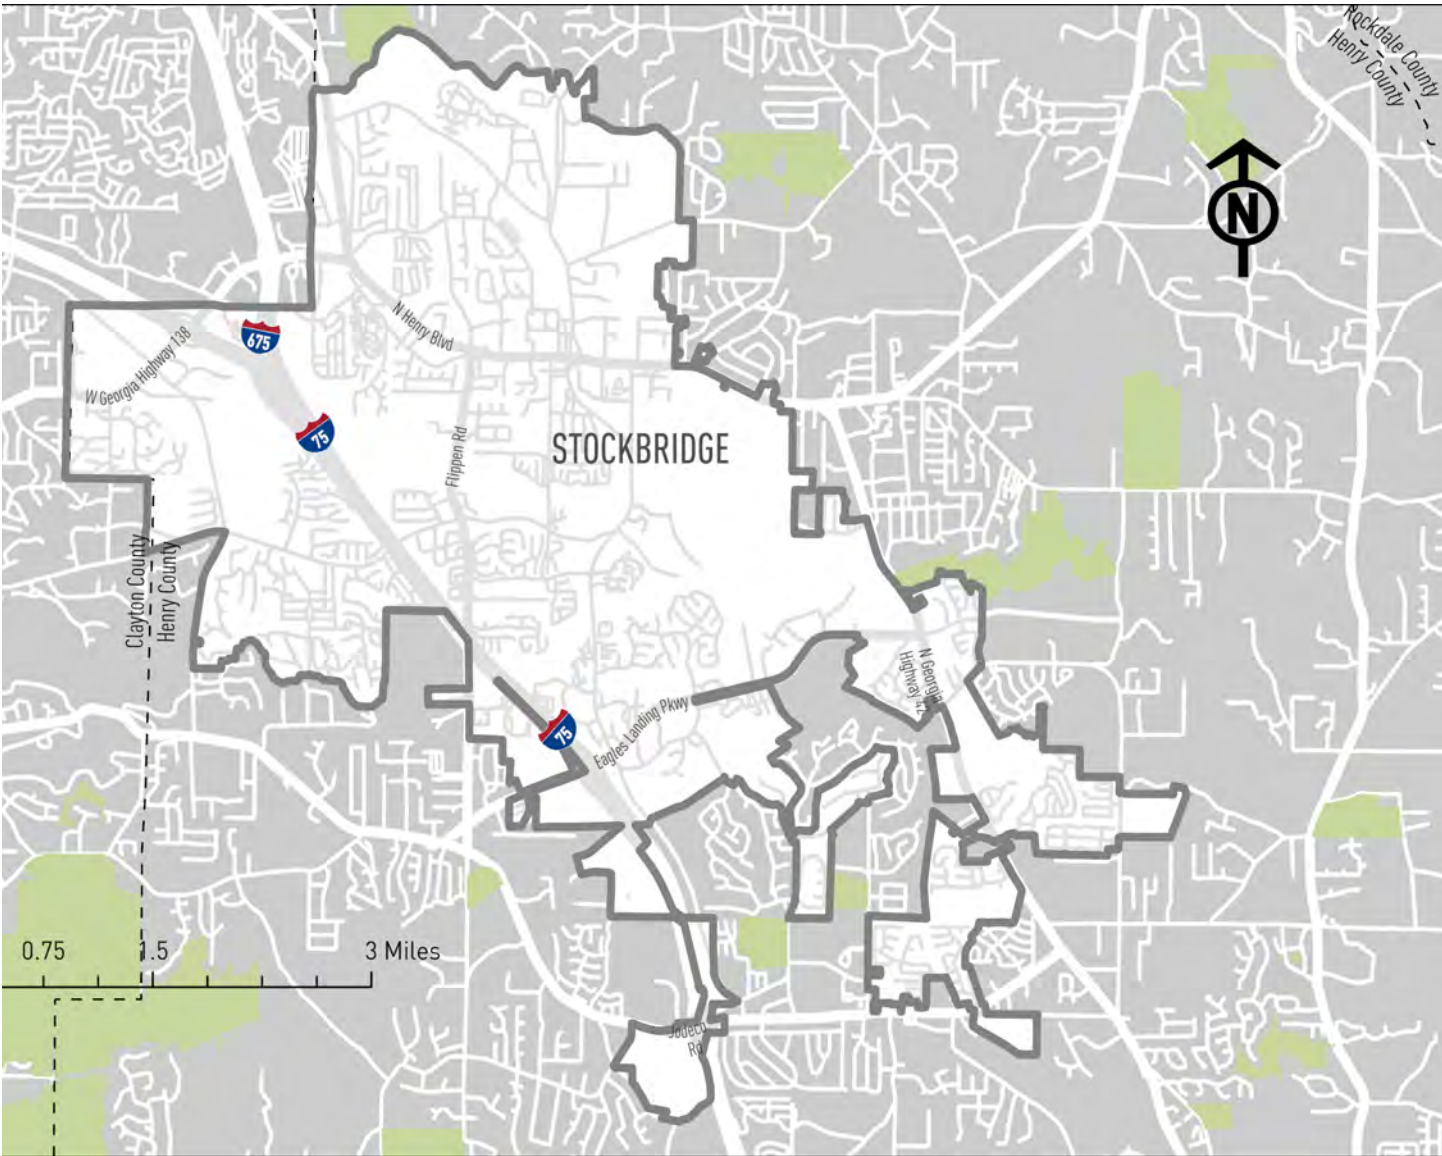 Rockdale County
Henry County
N
N Henry Blvd
675
W Georgia Highway 138
75
Flippen Rd
STOCKBRIDGE
Clayton County
Henry County
N Georgia
Highway 42
Eagles Landing Pkwy
75
0.75
1.5
3 Miles
Jodeco
Rd